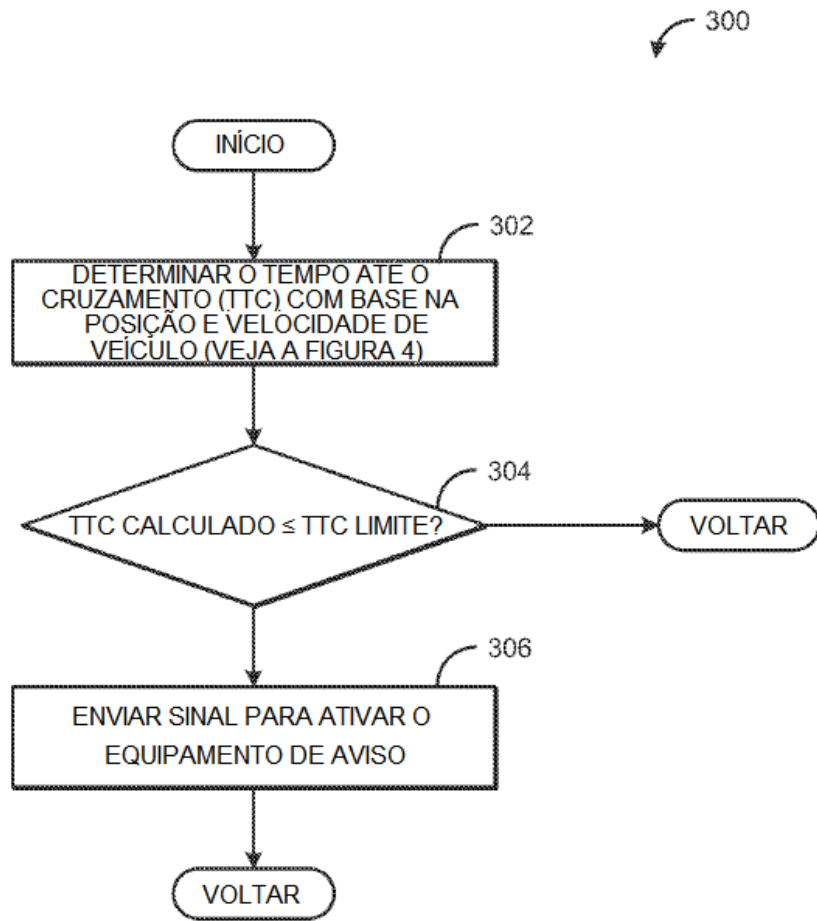 300
INÍCIO
302
DETERMINAR O TEMPO ATÉ O
CRUZAMENTO (TTC) COM BASE NA
POSIÇÃO E VELOCIDADE DE
VEÍCULO (VEJA A FIGURA 4)
304
TTC CALCULADO ≤ TTC LIMITE?
VOLTAR
306
ENVIAR SINAL PARA ATIVAR O
EQUIPAMENTO DE AVISO
VOLTAR